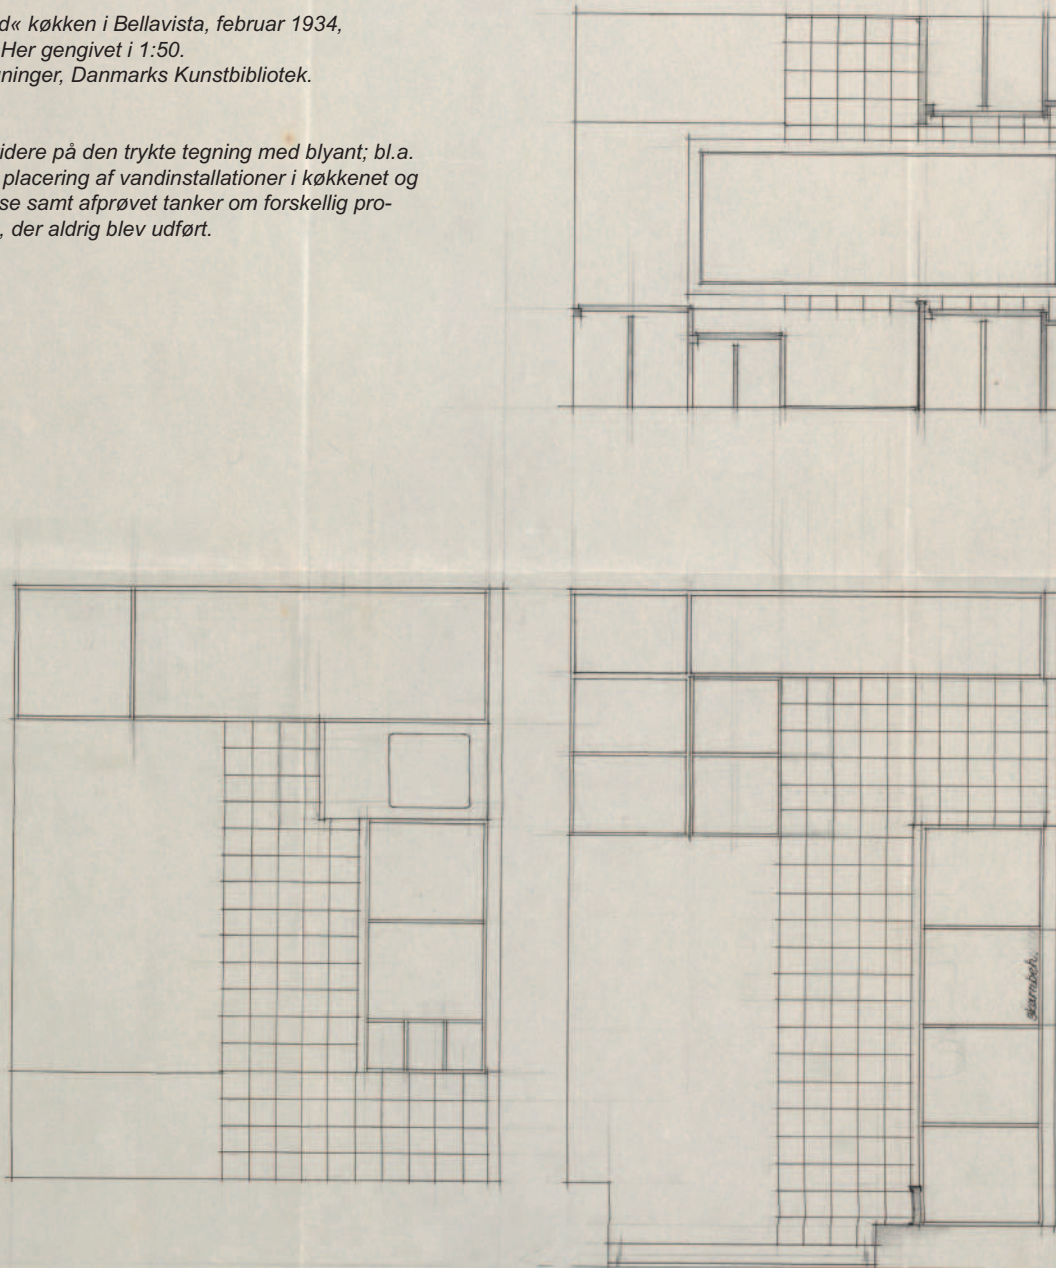 d« køkken i Bellavista, februar 1934,
Her gengivet i 1:50.
ninger, Danmarks Kunstbibliotek.
idere på den trykte tegning med blyant; bl.a.
placering af vandinstallationer i køkkenet og
se samt afprøvet tanker om forskellig pro-
, der aldrig blev udført.
skarnbøh.